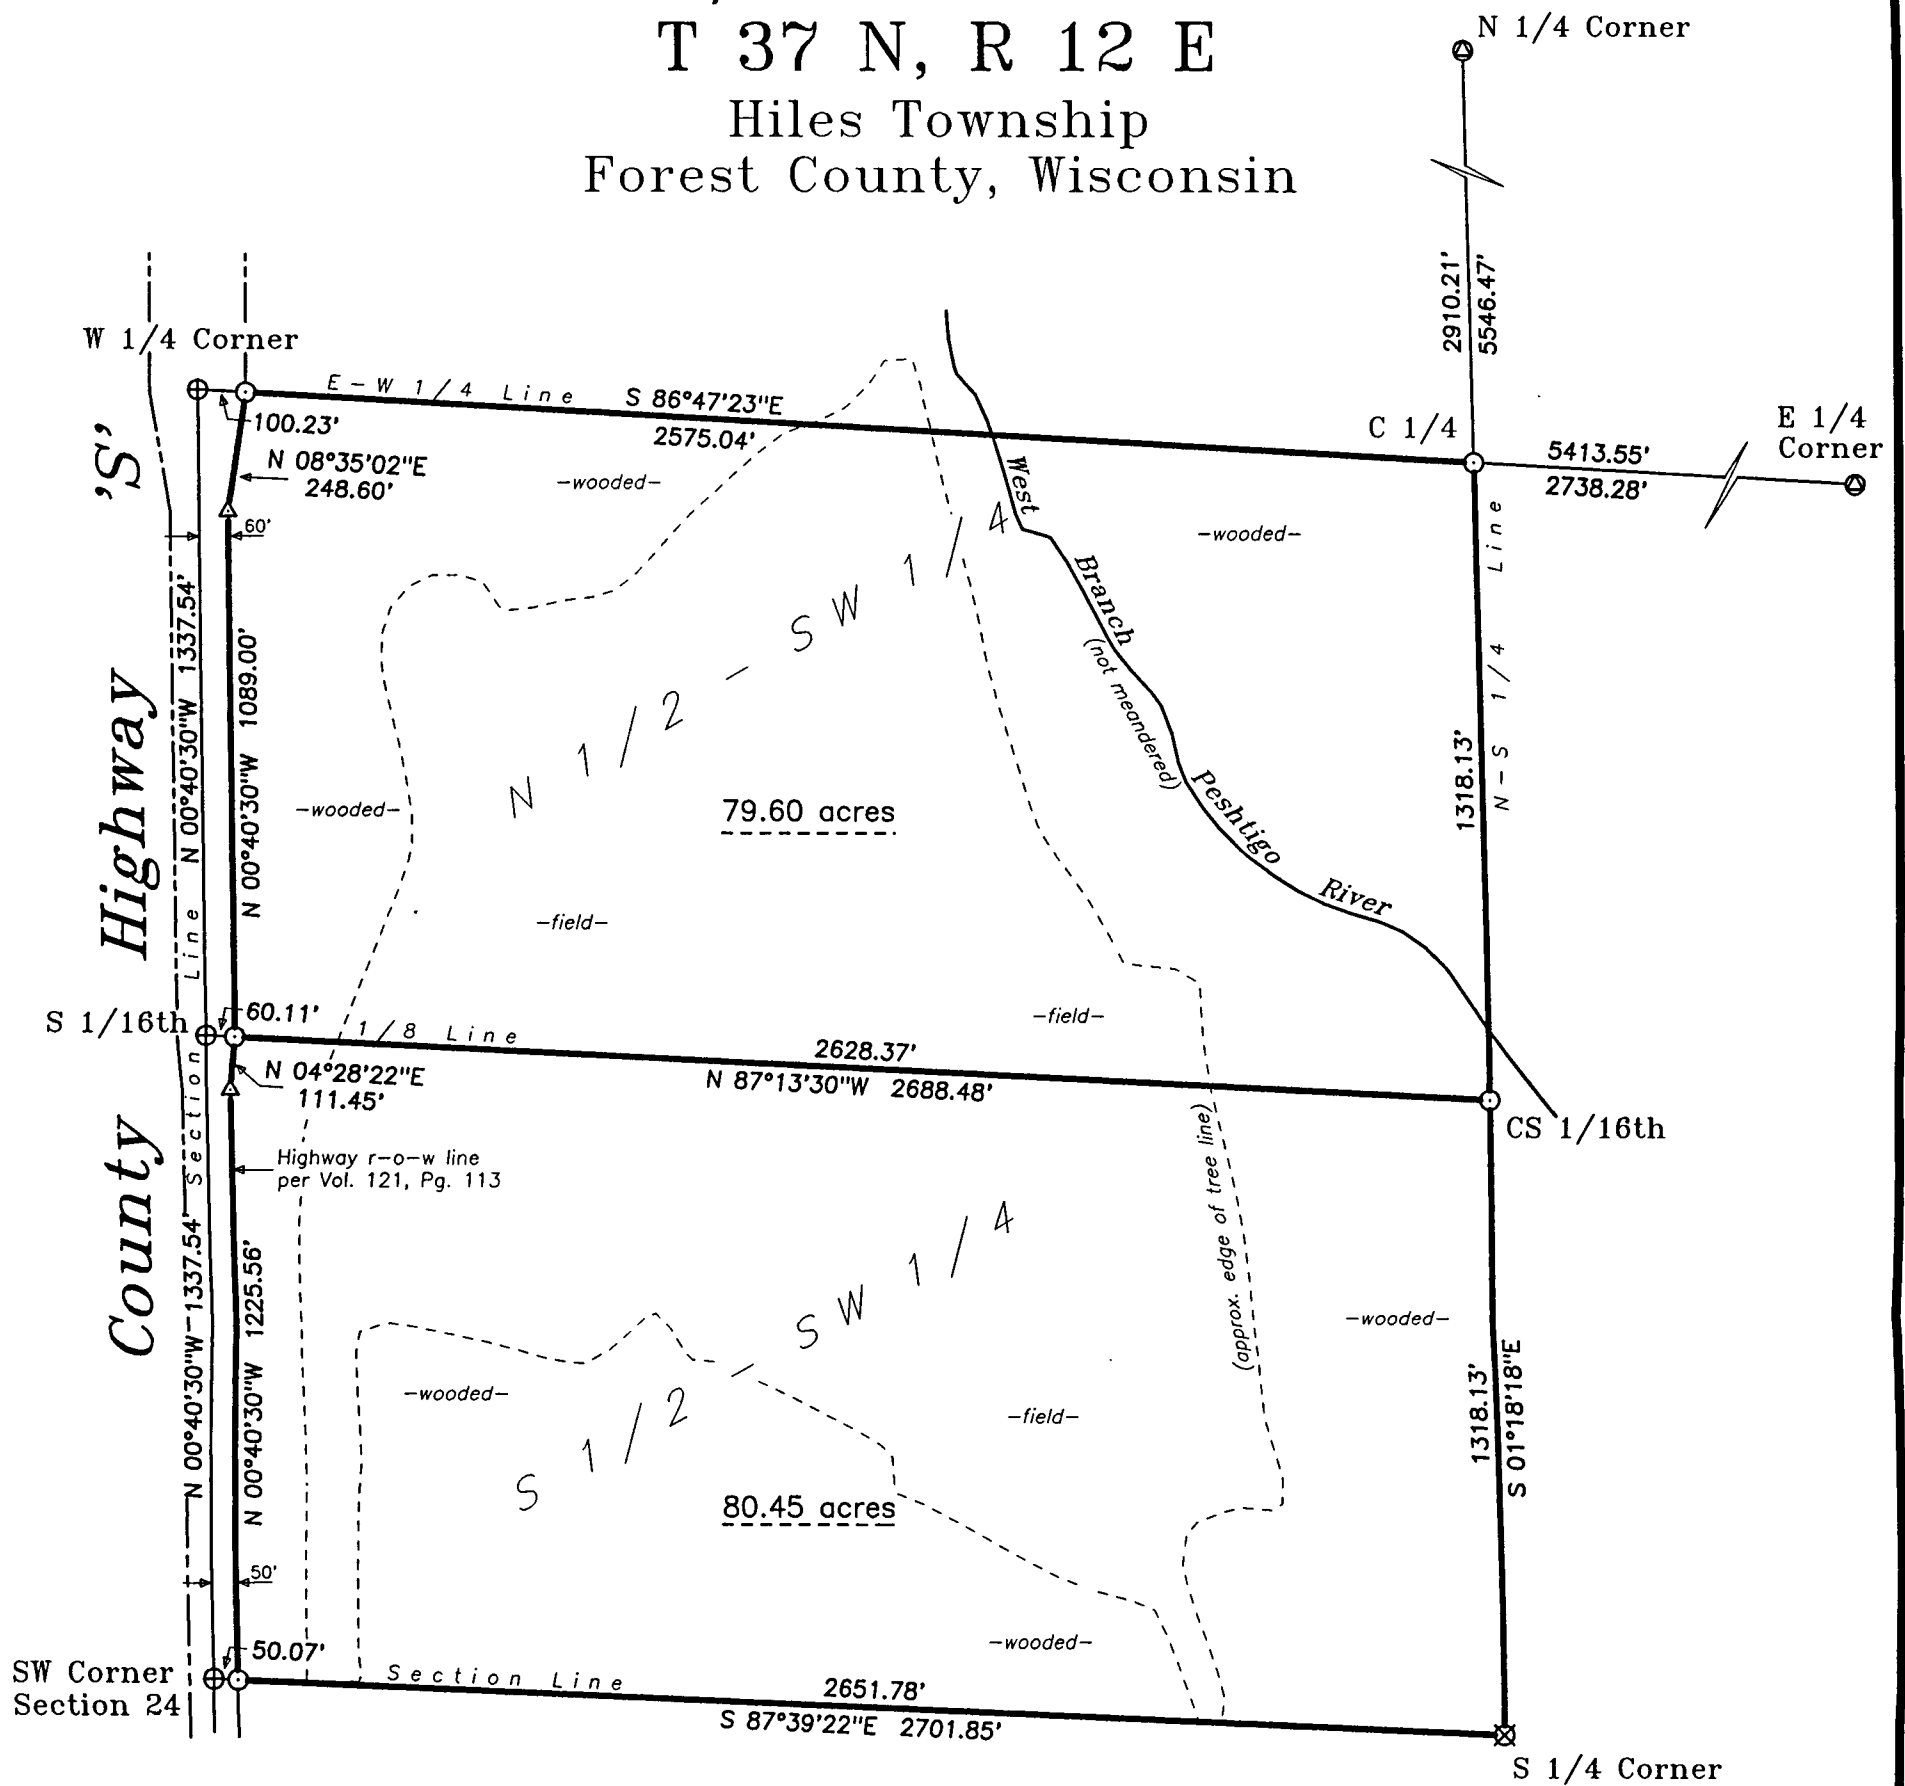 T 37 N, R 12 E
Hiles Township
Forest County, Wisconsin
N 1/4 Corner
2910.21'
5546.47'
W 1/4 Corner
E-W 1/4 Line
S 86°47'23"E
2575.04'
100.23'
N 08°35'02"E
248.60'
C 1/4
5413.55'
2738.28'
E 1/4
Corner
60'
-wooded-
-wooded-
West Branch Peshtigo River
(not meandered)
N 1/2 - SW 1/4
N-S 1/4 Line
1318.13'
County Highway 'S'
Section Line
N 00°40'30"W 1337.54'
N 00°40'30"W 1089.00'
-wooded-
79.60 acres
-field-
-field-
S 1/16th
60.11'
1/8 Line
2628.37'
N 87°13'30"W 2688.48'
N 04°28'22"E
111.45'
CS 1/16th
Highway r-o-w line
per Vol. 121, Pg. 113
(approx. edge of tree line)
S 1/2 - SW 1/4
N 00°40'30"W 1337.54'
N 00°40'30"W 1225.56'
-wooded-
-wooded-
-field-
80.45 acres
1318.13'
S 01°18'18"E
50'
-wooded-
50.07'
SW Corner
Section 24
Section Line
2651.78'
S 87°39'22"E 2701.85'
S 1/4 Corner